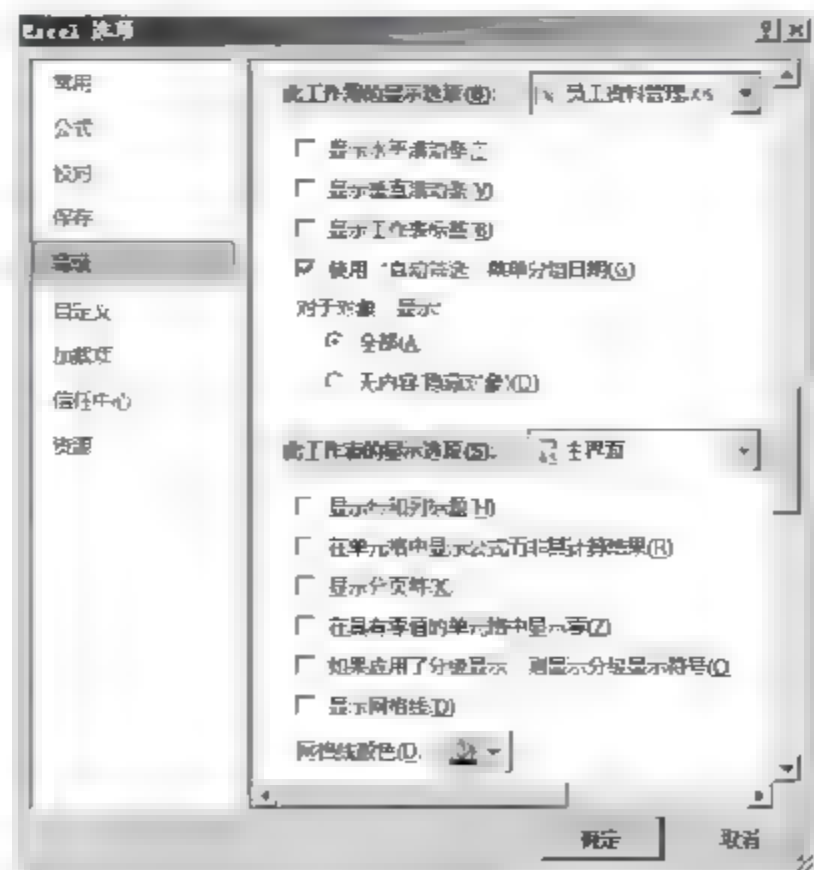 Excel 选项
常用
公式
校对
保存
高级
自定义
加载项
信任中心
资源
此工作簿的显示选项(B): 员工资料管理.xls
显示水平滚动条(T)
显示垂直滚动条(V)
显示工作表标签(B)
使用“自动筛选”菜单分组日期(G)
对于对象，显示:
全部(A)
无内容(隐藏对象)(D)
此工作表的显示选项(S): 主界面
显示行和列标题(H)
在单元格中显示公式而非其计算结果(R)
显示分页符(K)
在具有零值的单元格中显示零(Z)
如果应用了分级显示，则显示分级显示符号(O)
显示网格线(D)
网格线颜色(D)
确定 取消